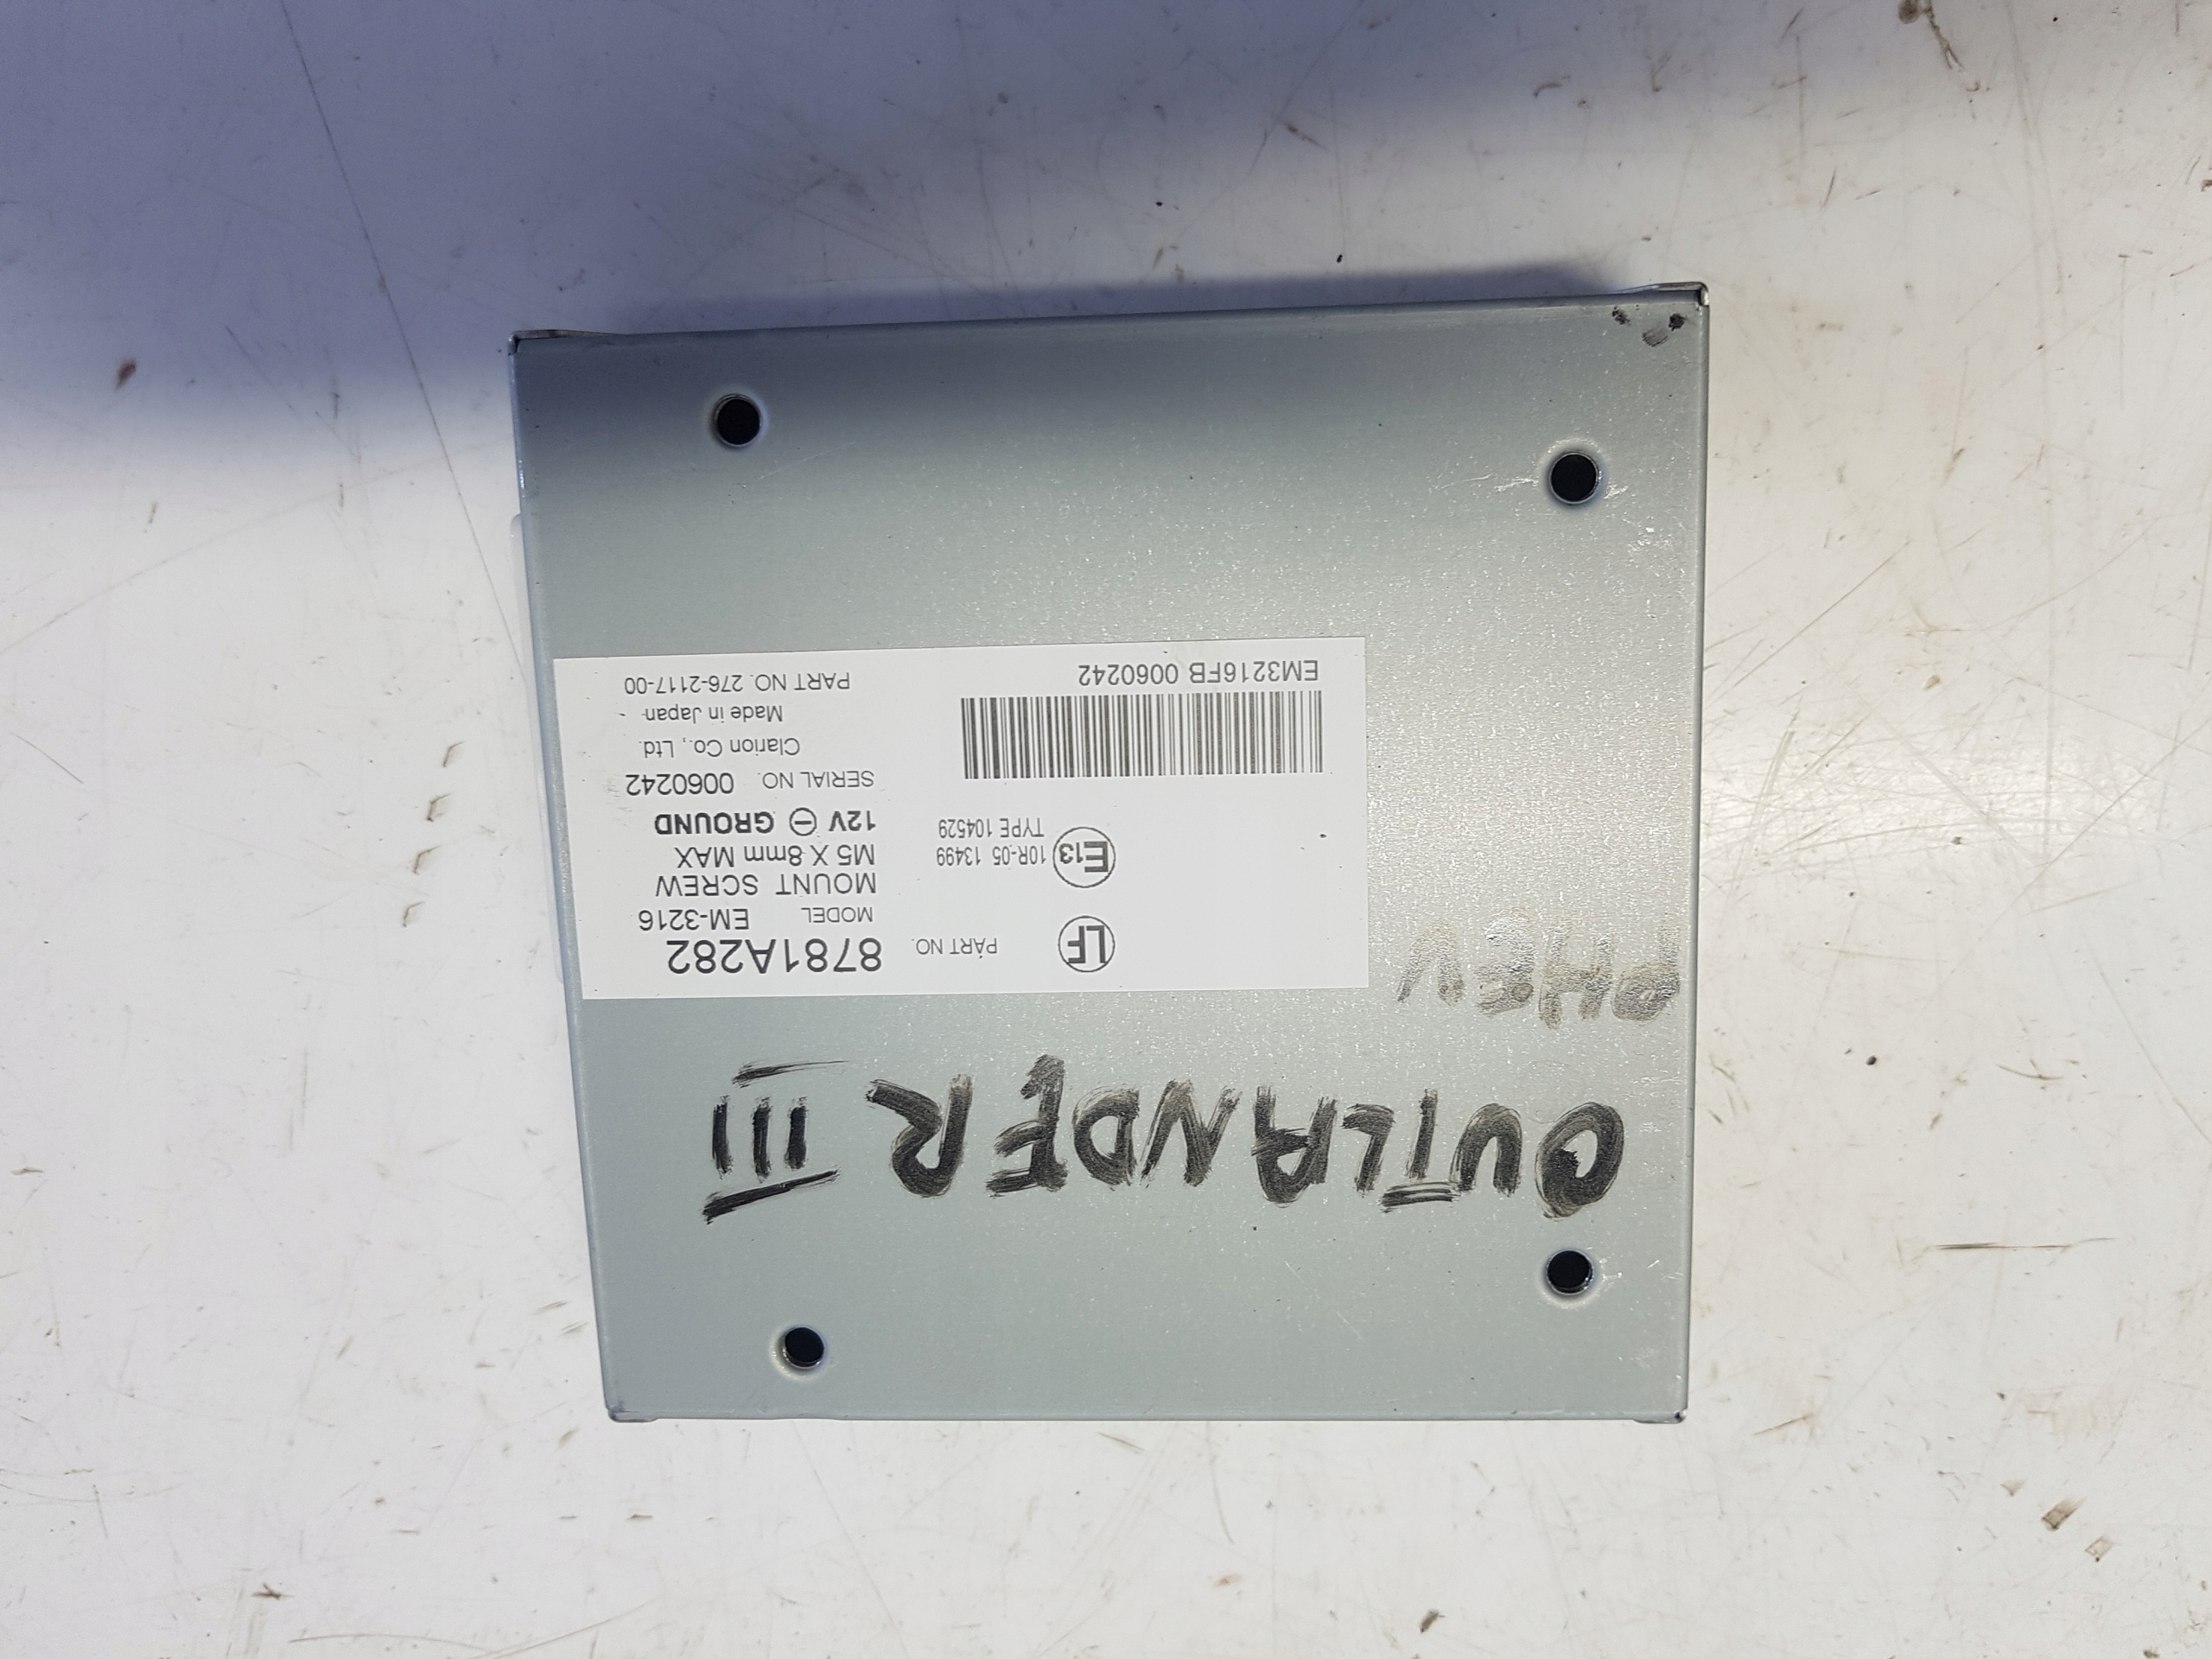 OUTLANDER III
PHEV
LF PART NO. 8781A282
MODEL EM-3216
MOUNT SCREW
M5 X 8mm MAX
12V ⊖ GROUND
E13 10R-05 13499
TYPE 104529
SERIAL NO. 0060242
Clarion Co., Ltd.
Made in Japan
PART NO. 276-2117-00
EM3216FB 0060242